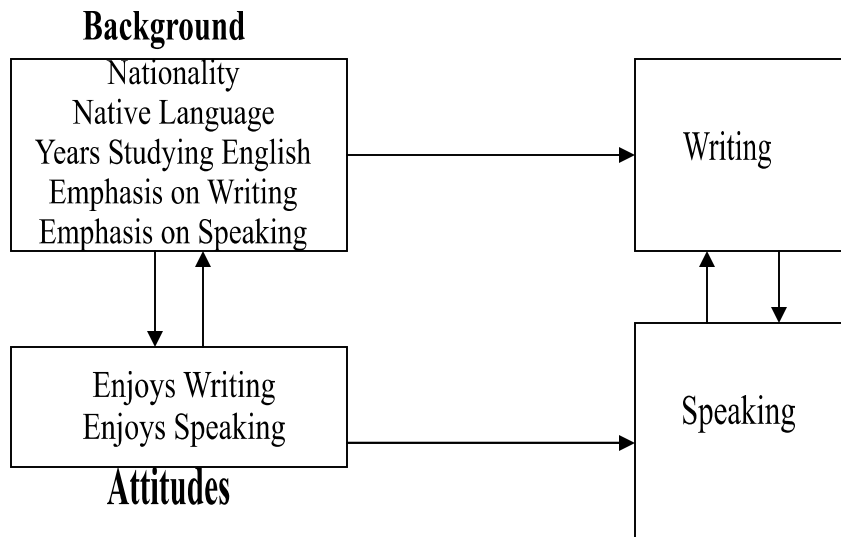 Background
Nationality
Native Language
Years Studying English
Emphasis on Writing
Emphasis on Speaking
Writing
Enjoys Writing
Enjoys Speaking
Attitudes
Speaking